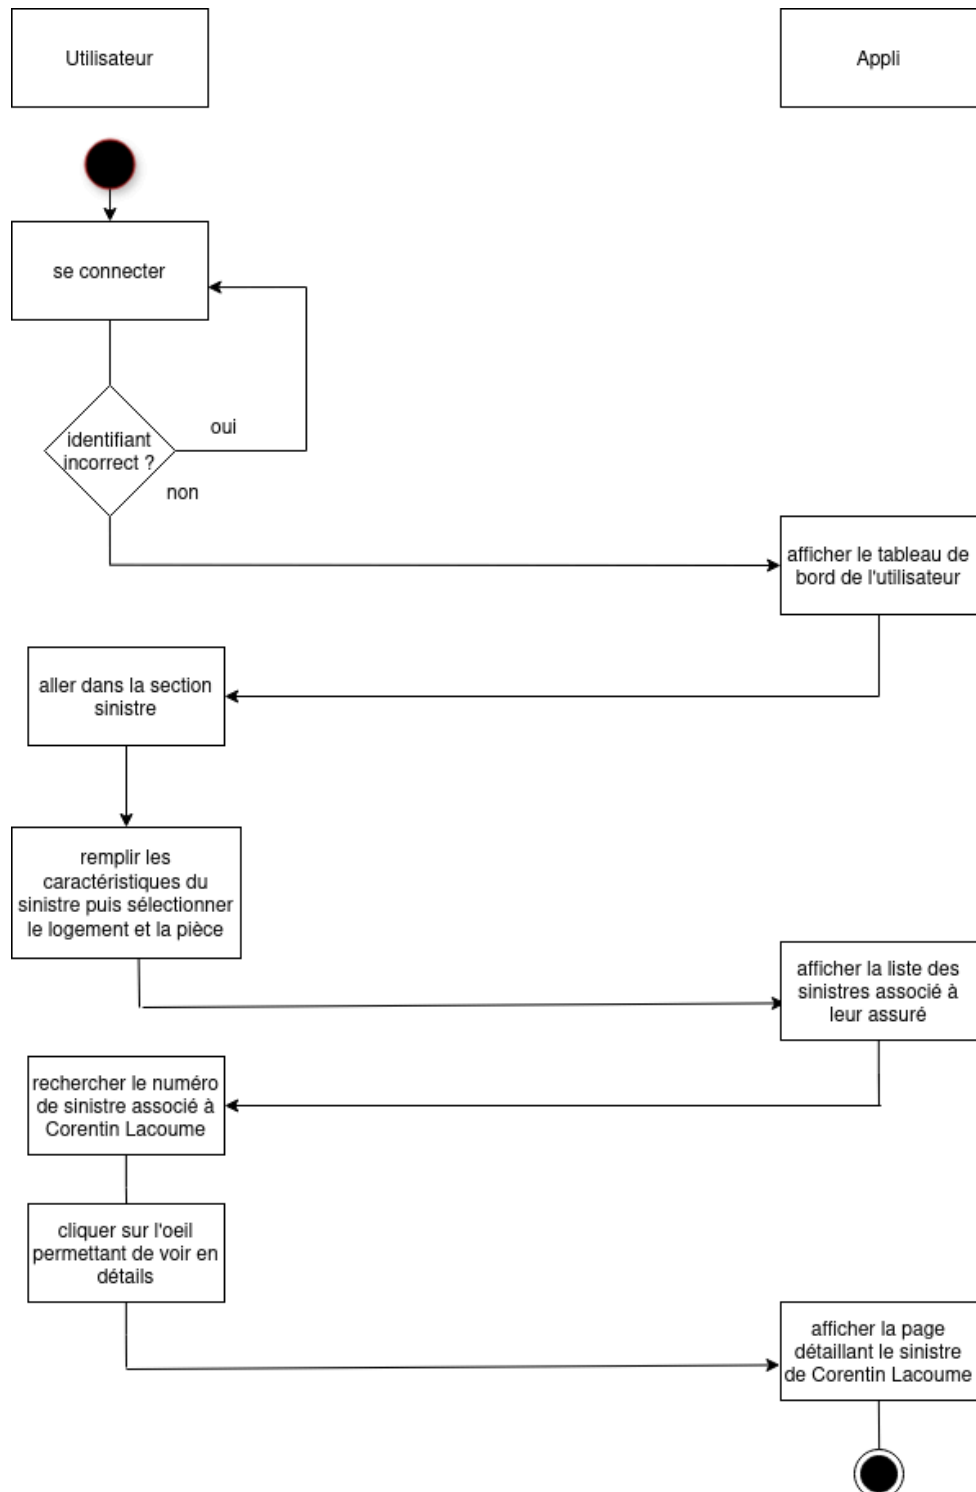 Utilisateur
Appli
se connecter
identifiant
incorrect ?
oui
non
afficher le tableau de
bord de l'utilisateur
aller dans la section
sinistre
remplir les
caractéristiques du
sinistre puis sélectionner
le logement et la pièce
afficher la liste des
sinistres associé à
leur assuré
rechercher le numéro
de sinistre associé à
Corentin Lacoume
cliquer sur l'oeil
permettant de voir en
détails
afficher la page
détaillant le sinistre
de Corentin Lacoume